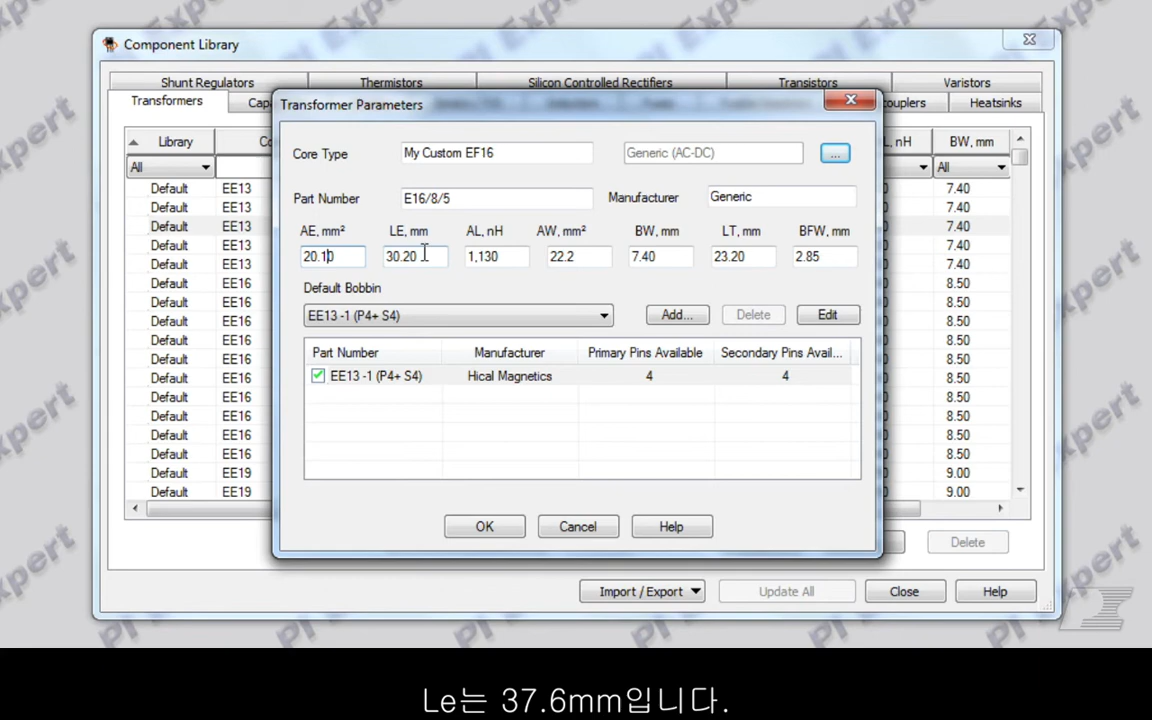 Component Library
Shunt Regulators Thermistors Silicon Controlled Rectifiers Transistors Varistors
Transformers Heatsinks
Transformer Parameters
Library
L, nH BW, mm
All All
Core Type My Custom EF16 Generic (AC-DC) ...
Part Number E16/8/5 Manufacturer Generic
AE, mm² LE, mm AL, nH AW, mm² BW, mm LT, mm BFW, mm
20.10 30.20 1,130 22.2 7.40 23.20 2.85
Default Bobbin
EE13 -1 (P4+ S4) Add... Delete Edit
Part Number Manufacturer Primary Pins Available Secondary Pins Avail...
EE13 -1 (P4+ S4) Hical Magnetics 4 4
OK Cancel Help
Default EE13 7.40
Default EE13 7.40
Default EE13 7.40
Default EE13 7.40
Default EE13 7.40
Default EE16 8.50
Default EE16 8.50
Default EE16 8.50
Default EE16 8.50
Default EE16 8.50
Default EE16 8.50
Default EE16 8.50
Default EE16 8.50
Default EE16 8.50
Default EE16 8.50
Default EE19 9.00
Default EE19 9.00
Delete
Import / Export Update All Close Help
PI Expert
Le는 37.6mm입니다.